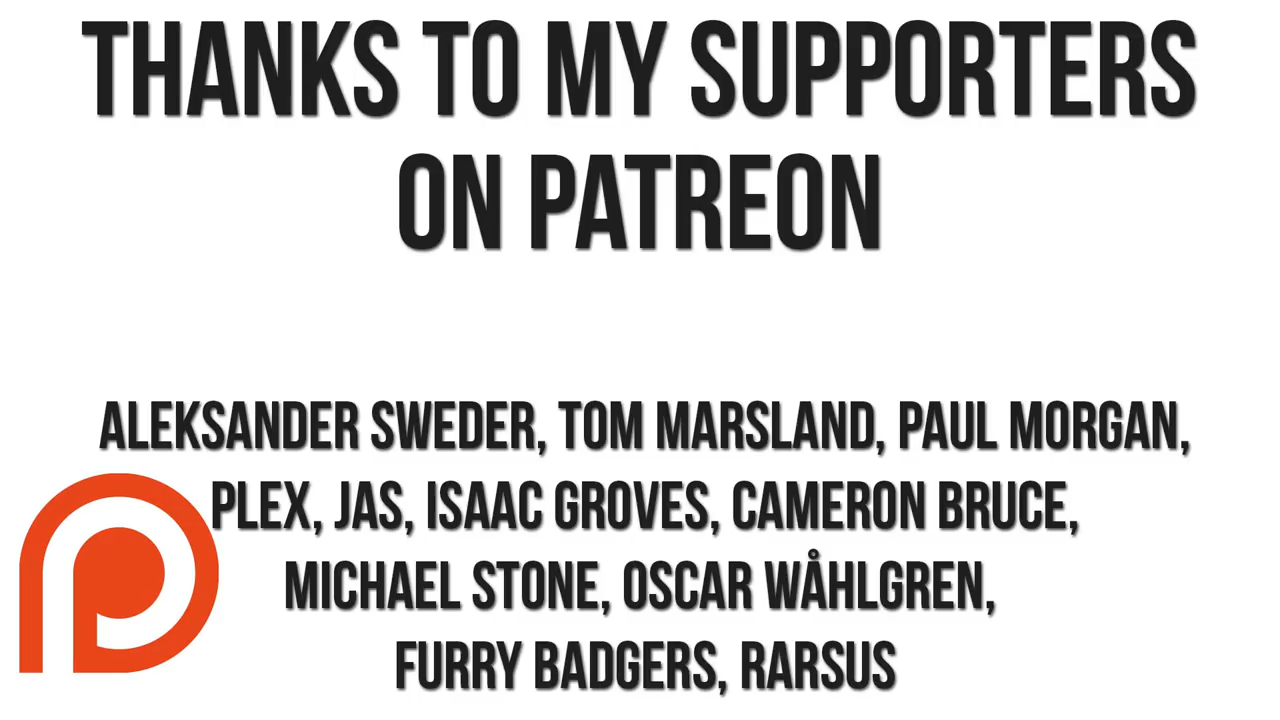 THANKS TO MY SUPPORTERS
ON PATREON
ALEKSANDER SWEDER, TOM MARSLAND, PAUL MORGAN,
PLEX, JAS, ISAAC GROVES, CAMERON BRUCE,
MICHAEL STONE, OSCAR WÅHLGREN,
FURRY BADGERS, RARSUS